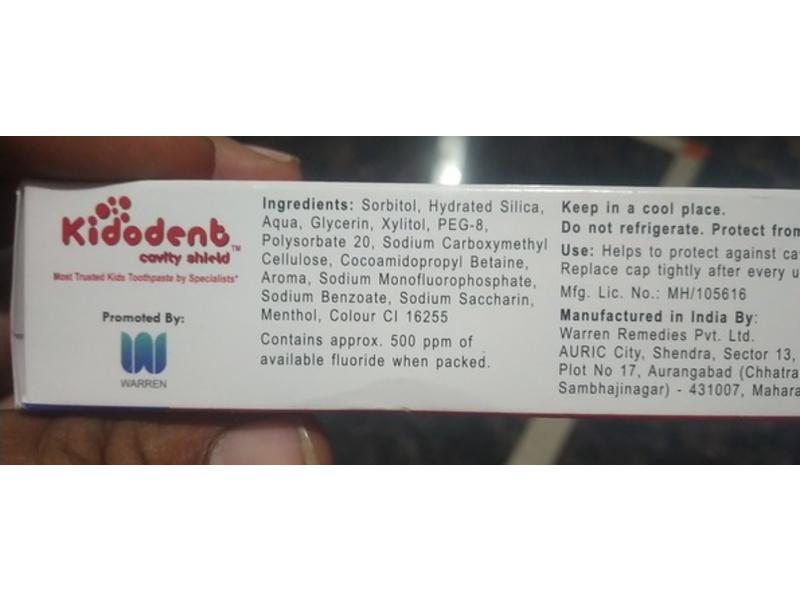 Kidodent™
cavity shield
Most Trusted Kids Toothpaste by Specialists*
Promoted By:
WARREN
Ingredients: Sorbitol, Hydrated Silica,
Aqua, Glycerin, Xylitol, PEG-8,
Polysorbate 20, Sodium Carboxymethyl
Cellulose, Cocoamidopropyl Betaine,
Aroma, Sodium Monofluorophosphate,
Sodium Benzoate, Sodium Saccharin,
Menthol, Colour CI 16255
Contains approx. 500 ppm of
available fluoride when packed.
Keep in a cool place.
Do not refrigerate. Protect from
Use: Helps to protect against
Replace cap tightly after every
Mfg. Lic. No.: MH/105616
Manufactured in India By:
Warren Remedies Pvt. Ltd.
AURIC City, Shendra, Sector 13,
Plot No 17, Aurangabad (Chhatra
Sambhajinagar) - 431007, Mahara